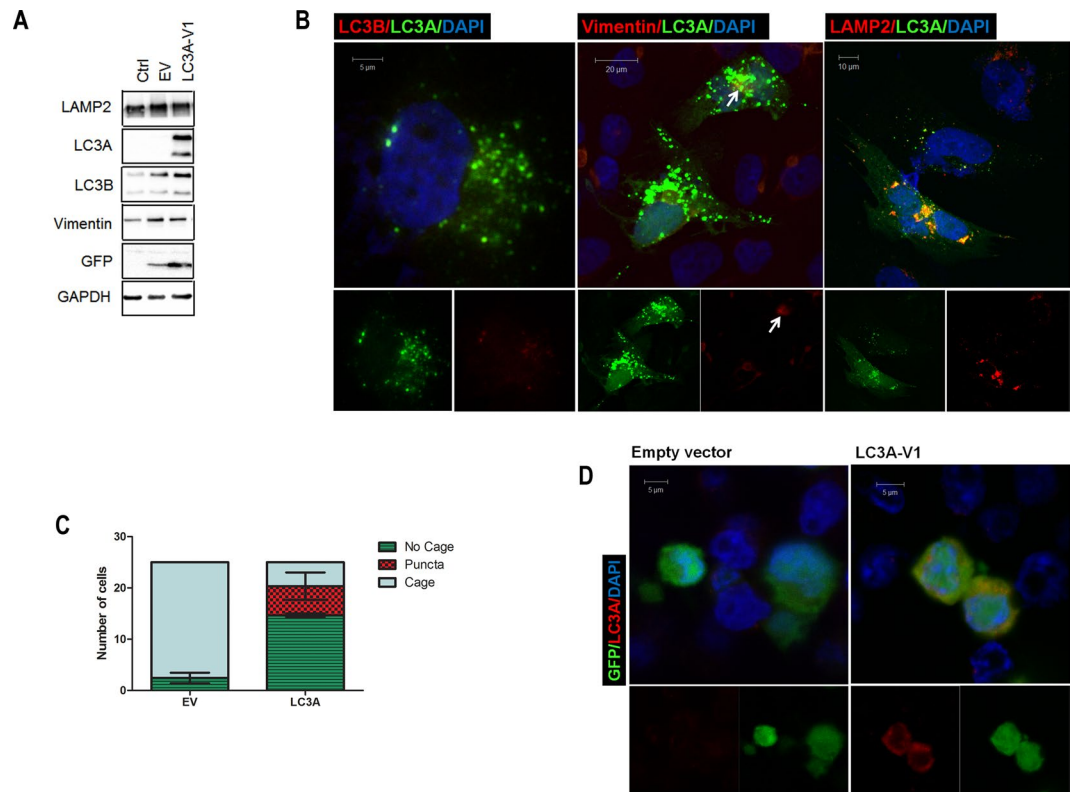 A
Ctrl
EV
LC3A-V1
LAMP2
LC3A
LC3B
Vimentin
GFP
GAPDH
B
LC3B/LC3A/DAPI
5 µm
Vimentin/LC3A/DAPI
20 µm
LAMP2/LC3A/DAPI
10 µm
C
Number of cells
30
20
10
0
EV
LC3A
No Cage
Puncta
Cage
D
Empty vector
LC3A-V1
GFP/LC3A/DAPI
5 µm
5 µm